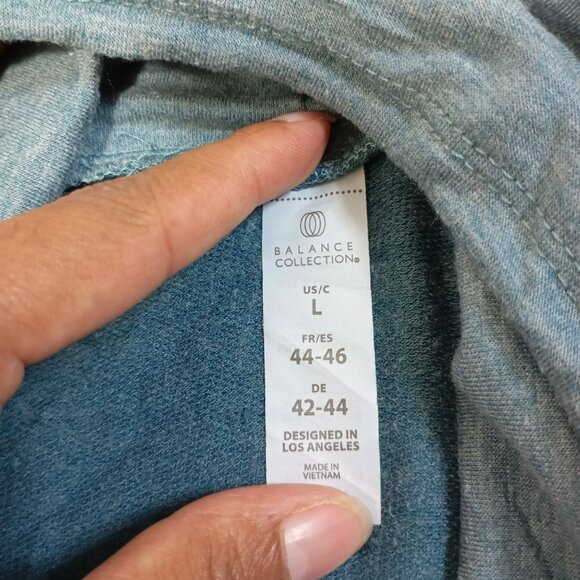 BALANCE
COLLECTION®
US/C
L
FR/ES
44-46
DE
42-44
DESIGNED IN
LOS ANGELES
MADE IN
VIETNAM